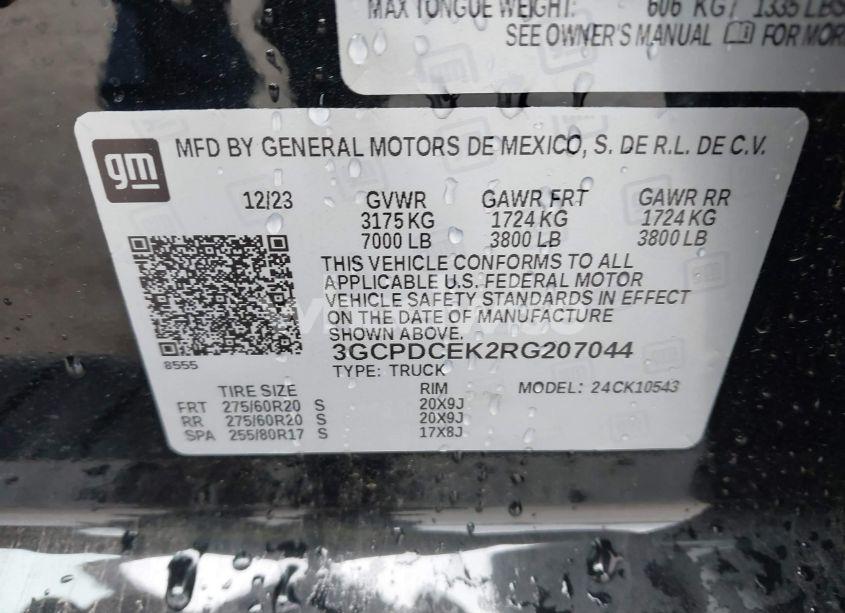 MAX TONGUE WEIGHT: 606 KG / 1335 LBS
SEE OWNER'S MANUAL FOR MOR
gm
MFD BY GENERAL MOTORS DE MEXICO, S. DE R.L. DE C.V.
12/23 GVWR GAWR FRT GAWR RR
3175 KG 1724 KG 1724 KG
7000 LB 3800 LB 3800 LB
THIS VEHICLE CONFORMS TO ALL
APPLICABLE U.S. FEDERAL MOTOR
VEHICLE SAFETY STANDARDS IN EFFECT
ON THE DATE OF MANUFACTURE
SHOWN ABOVE.
3GCPDCEK2RG207044
8555
TYPE: TRUCK
TIRE SIZE RIM MODEL: 24CK10543
FRT 275/60R20 S 20X9J
RR 275/60R20 S 20X9J
SPA 255/80R17 S 17X8J